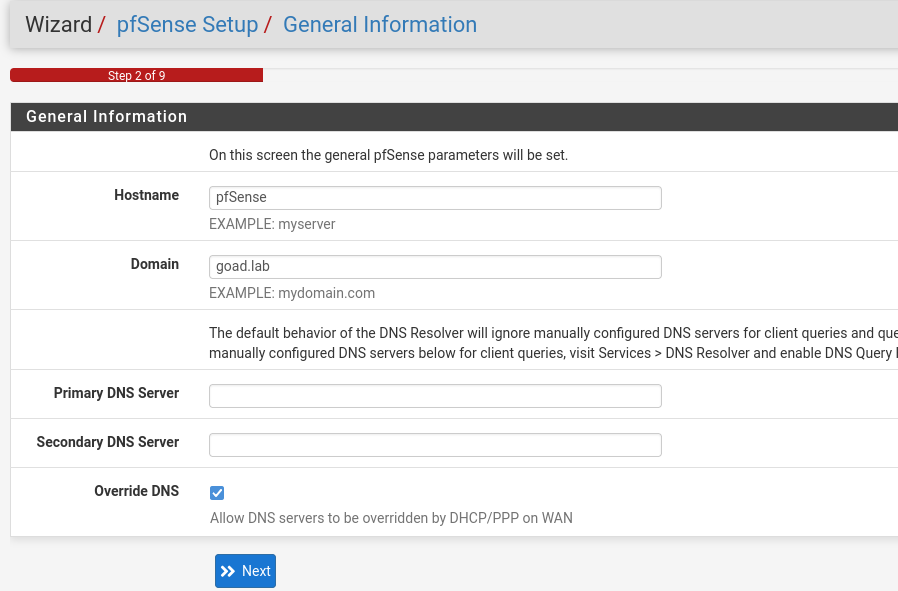 Wizard / pfSense Setup / General Information
Step 2 of 9
General Information
On this screen the general pfSense parameters will be set.
Hostname
pfSense
EXAMPLE: myserver
Domain
goad.lab
EXAMPLE: mydomain.com
The default behavior of the DNS Resolver will ignore manually configured DNS servers for client queries and que
manually configured DNS servers below for client queries, visit Services > DNS Resolver and enable DNS Query
Primary DNS Server
Secondary DNS Server
Override DNS
Allow DNS servers to be overridden by DHCP/PPP on WAN
Next